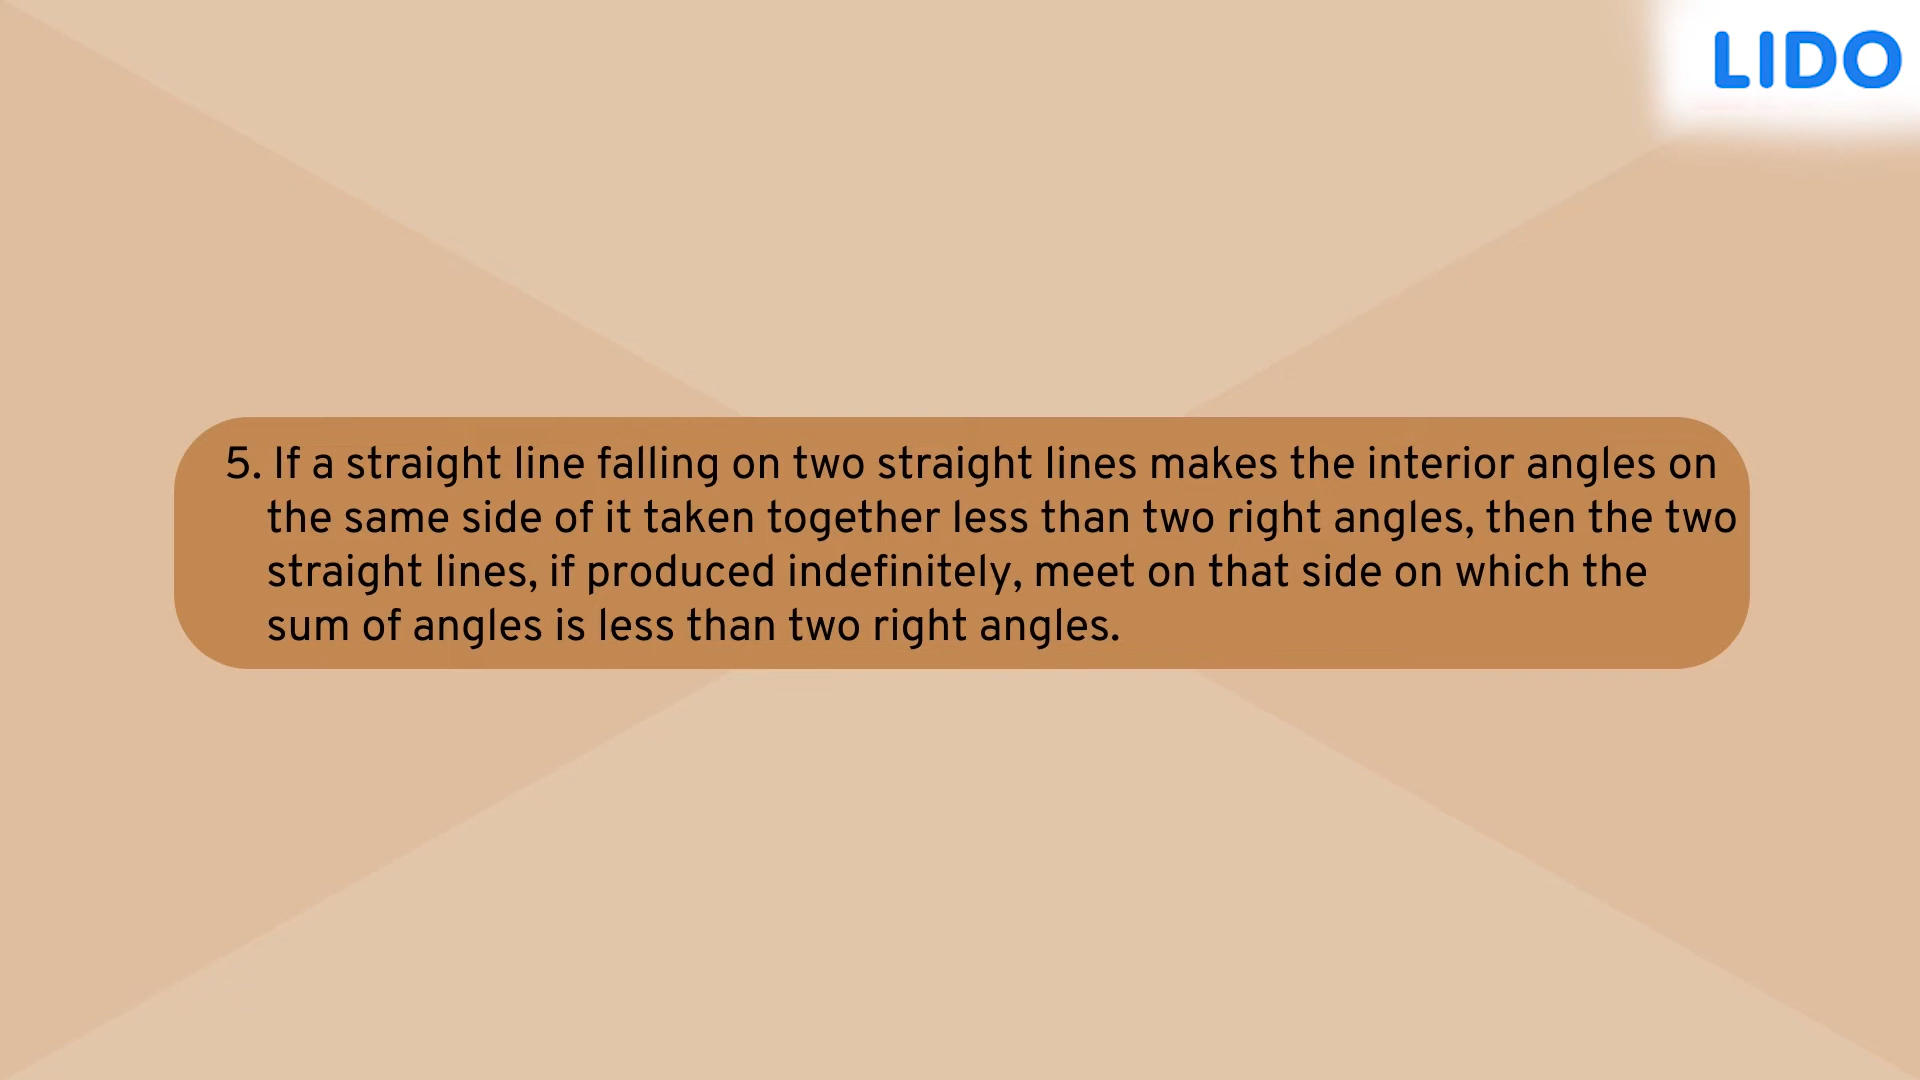 LIDO
5. If a straight line falling on two straight lines makes the interior angles on
the same side of it taken together less than two right angles, then the two
straight lines, if produced indefinitely, meet on that side on which the
sum of angles is less than two right angles.